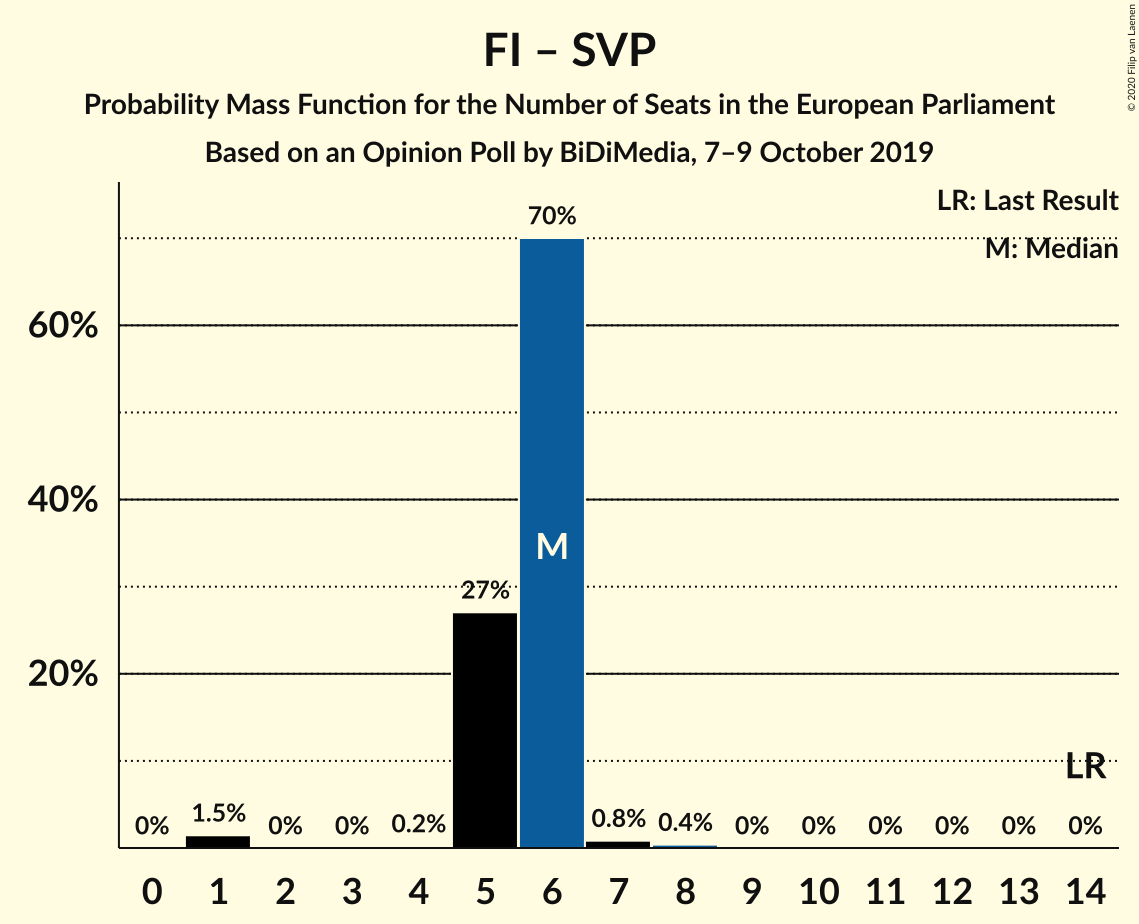 FI – SVP
Probability Mass Function for the Number of Seats in the European Parliament
Based on an Opinion Poll by BiDiMedia, 7–9 October 2019
© 2020 Filip van Laenen
LR: Last Result
M: Median
60%
40%
20%
0%
1.5%
0%
0%
0.2%
27%
70%
M
0.8%
0.4%
0%
0%
0%
0%
0%
0%
LR
0 1 2 3 4 5 6 7 8 9 10 11 12 13 14